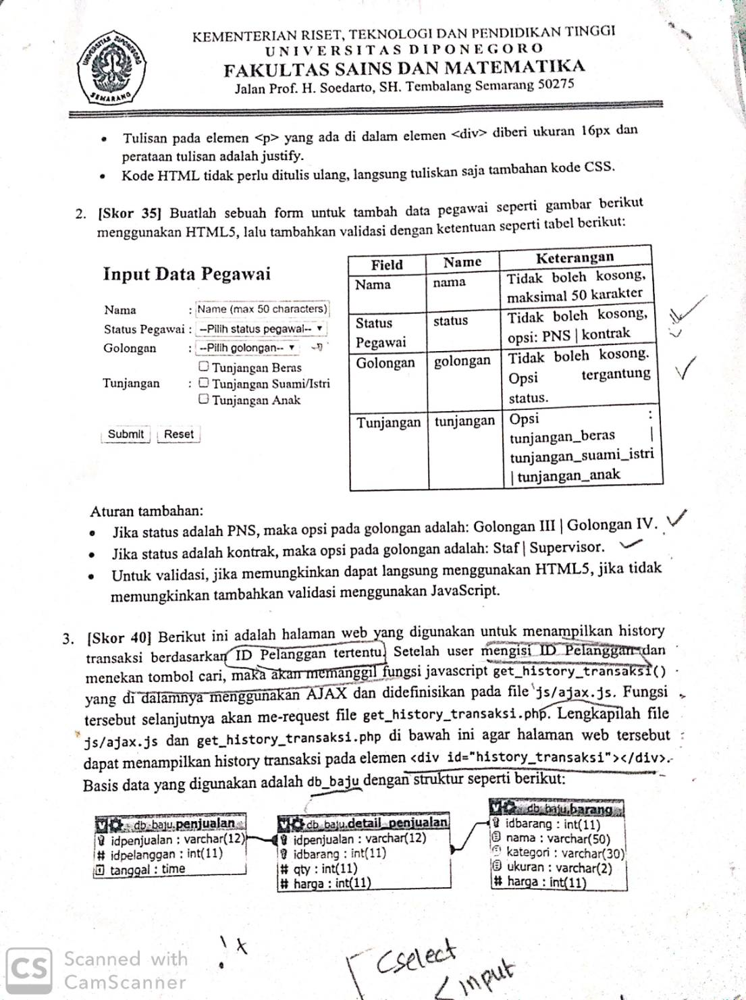 KEMENTERIAN RISET, TEKNOLOGI DAN PENDIDIKAN TINGGI
UNIVERSITAS DIPONEGORO
FAKULTAS SAINS DAN MATEMATIKA
Jalan Prof. H. Soedarto, SH. Tembalang Semarang 50275
UNIVERSITAS DIPONEGORO
SEMARANG
• Tulisan pada elemen <p> yang ada di dalam elemen <div> diberi ukuran 16px dan
perataan tulisan adalah justify.
• Kode HTML tidak perlu ditulis ulang, langsung tuliskan saja tambahan kode CSS.
2. [Skor 35] Buatlah sebuah form untuk tambah data pegawai seperti gambar berikut
menggunakan HTML5, lalu tambahkan validasi dengan ketentuan seperti tabel berikut:
Input Data Pegawai
Nama : Name (max 50 characters)
Status Pegawai : --Pilih status pegawai-- ▼
Golongan : --Pilih golongan-- ▼
Tunjangan Beras
Tunjangan : Tunjangan Suami/Istri
Tunjangan Anak
Submit Reset
Field Name Keterangan
Nama nama Tidak boleh kosong,
maksimal 50 karakter
Status status Tidak boleh kosong,
Pegawai opsi: PNS | kontrak
Golongan golongan Tidak boleh kosong.
Opsi tergantung
status.
Tunjangan tunjangan Opsi :
tunjangan_beras |
tunjangan_suami_istri
| tunjangan_anak
Aturan tambahan:
• Jika status adalah PNS, maka opsi pada golongan adalah: Golongan III | Golongan IV.
• Jika status adalah kontrak, maka opsi pada golongan adalah: Staf | Supervisor.
• Untuk validasi, jika memungkinkan dapat langsung menggunakan HTML5, jika tidak
memungkinkan tambahkan validasi menggunakan JavaScript.
3. [Skor 40] Berikut ini adalah halaman web yang digunakan untuk menampilkan history
transaksi berdasarkan ID Pelanggan tertentu. Setelah user mengisi ID Pelanggan dan
menekan tombol cari, maka akan memanggil fungsi javascript get_history_transaksi()
yang di dalamnya menggunakan AJAX dan didefinisikan pada file js/ajax.js. Fungsi
tersebut selanjutnya akan me-request file get_history_transaksi.php. Lengkapilah file
js/ajax.js dan get_history_transaksi.php di bawah ini agar halaman web tersebut
dapat menampilkan history transaksi pada elemen <div id="history_transaksi"></div>.
Basis data yang digunakan adalah db_baju dengan struktur seperti berikut:
db_baju.penjualan
idpenjualan : varchar(12)
# idpelanggan : int(11)
tanggal : time
db_baju.detail_penjualan
idpenjualan : varchar(12)
idbarang : int(11)
# qty : int(11)
# harga : int(11)
db_baju.barang
idbarang : int(11)
nama : varchar(50)
kategori : varchar(30)
ukuran : varchar(2)
# harga : int(11)
<select
<input
CS Scanned with
CamScanner